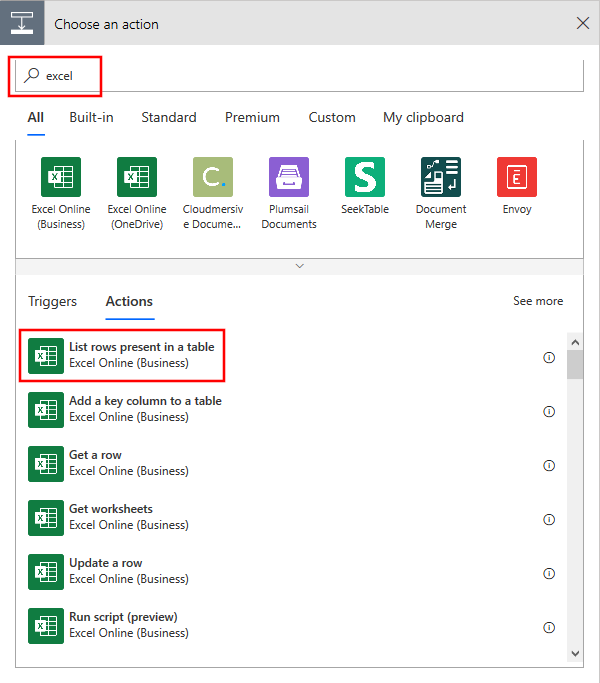 Choose an action
excel
All Built-in Standard Premium Custom My clipboard
Excel Online (Business)
Excel Online (OneDrive)
Cloudmersive Docume...
Plumsail Documents
SeekTable
Document Merge
Envoy
Triggers Actions See more
List rows present in a table
Excel Online (Business)
Add a key column to a table
Excel Online (Business)
Get a row
Excel Online (Business)
Get worksheets
Excel Online (Business)
Update a row
Excel Online (Business)
Run script (preview)
Excel Online (Business)